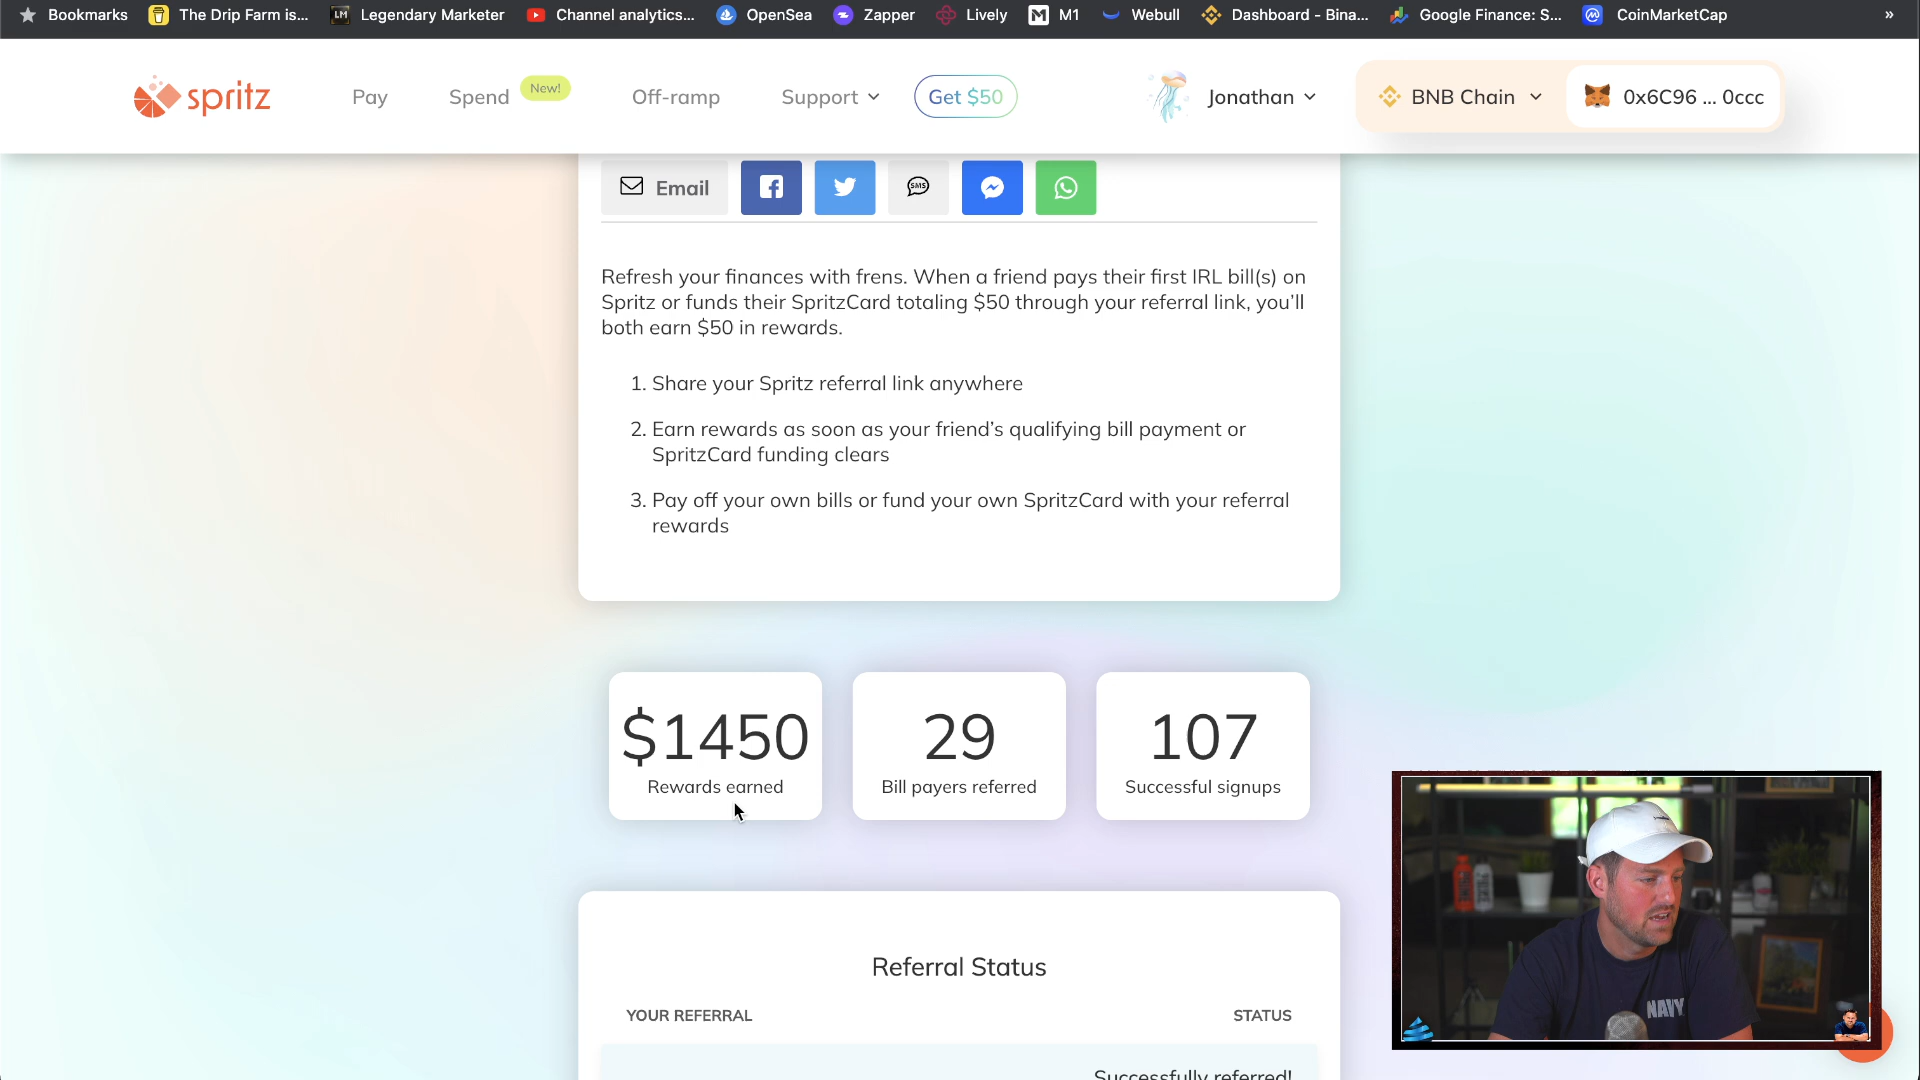 Bookmarks The Drip Farm is... LM Legendary Marketer Channel analytics... OpenSea Zapper Lively M1 Webull Dashboard - Bina... Google Finance: S... CoinMarketCap »
spritz Pay Spend New! Off-ramp Support Get $50 Jonathan BNB Chain 0x6C96 ... 0ccc
Email SMS
Refresh your finances with frens. When a friend pays their first IRL bill(s) on
Spritz or funds their SpritzCard totaling $50 through your referral link, you'll
both earn $50 in rewards.
1. Share your Spritz referral link anywhere
2. Earn rewards as soon as your friend's qualifying bill payment or
SpritzCard funding clears
3. Pay off your own bills or fund your own SpritzCard with your referral
rewards
$1450 29 107
Rewards earned Bill payers referred Successful signups
Referral Status
YOUR REFERRAL STATUS
Successfully referred!
NAVY